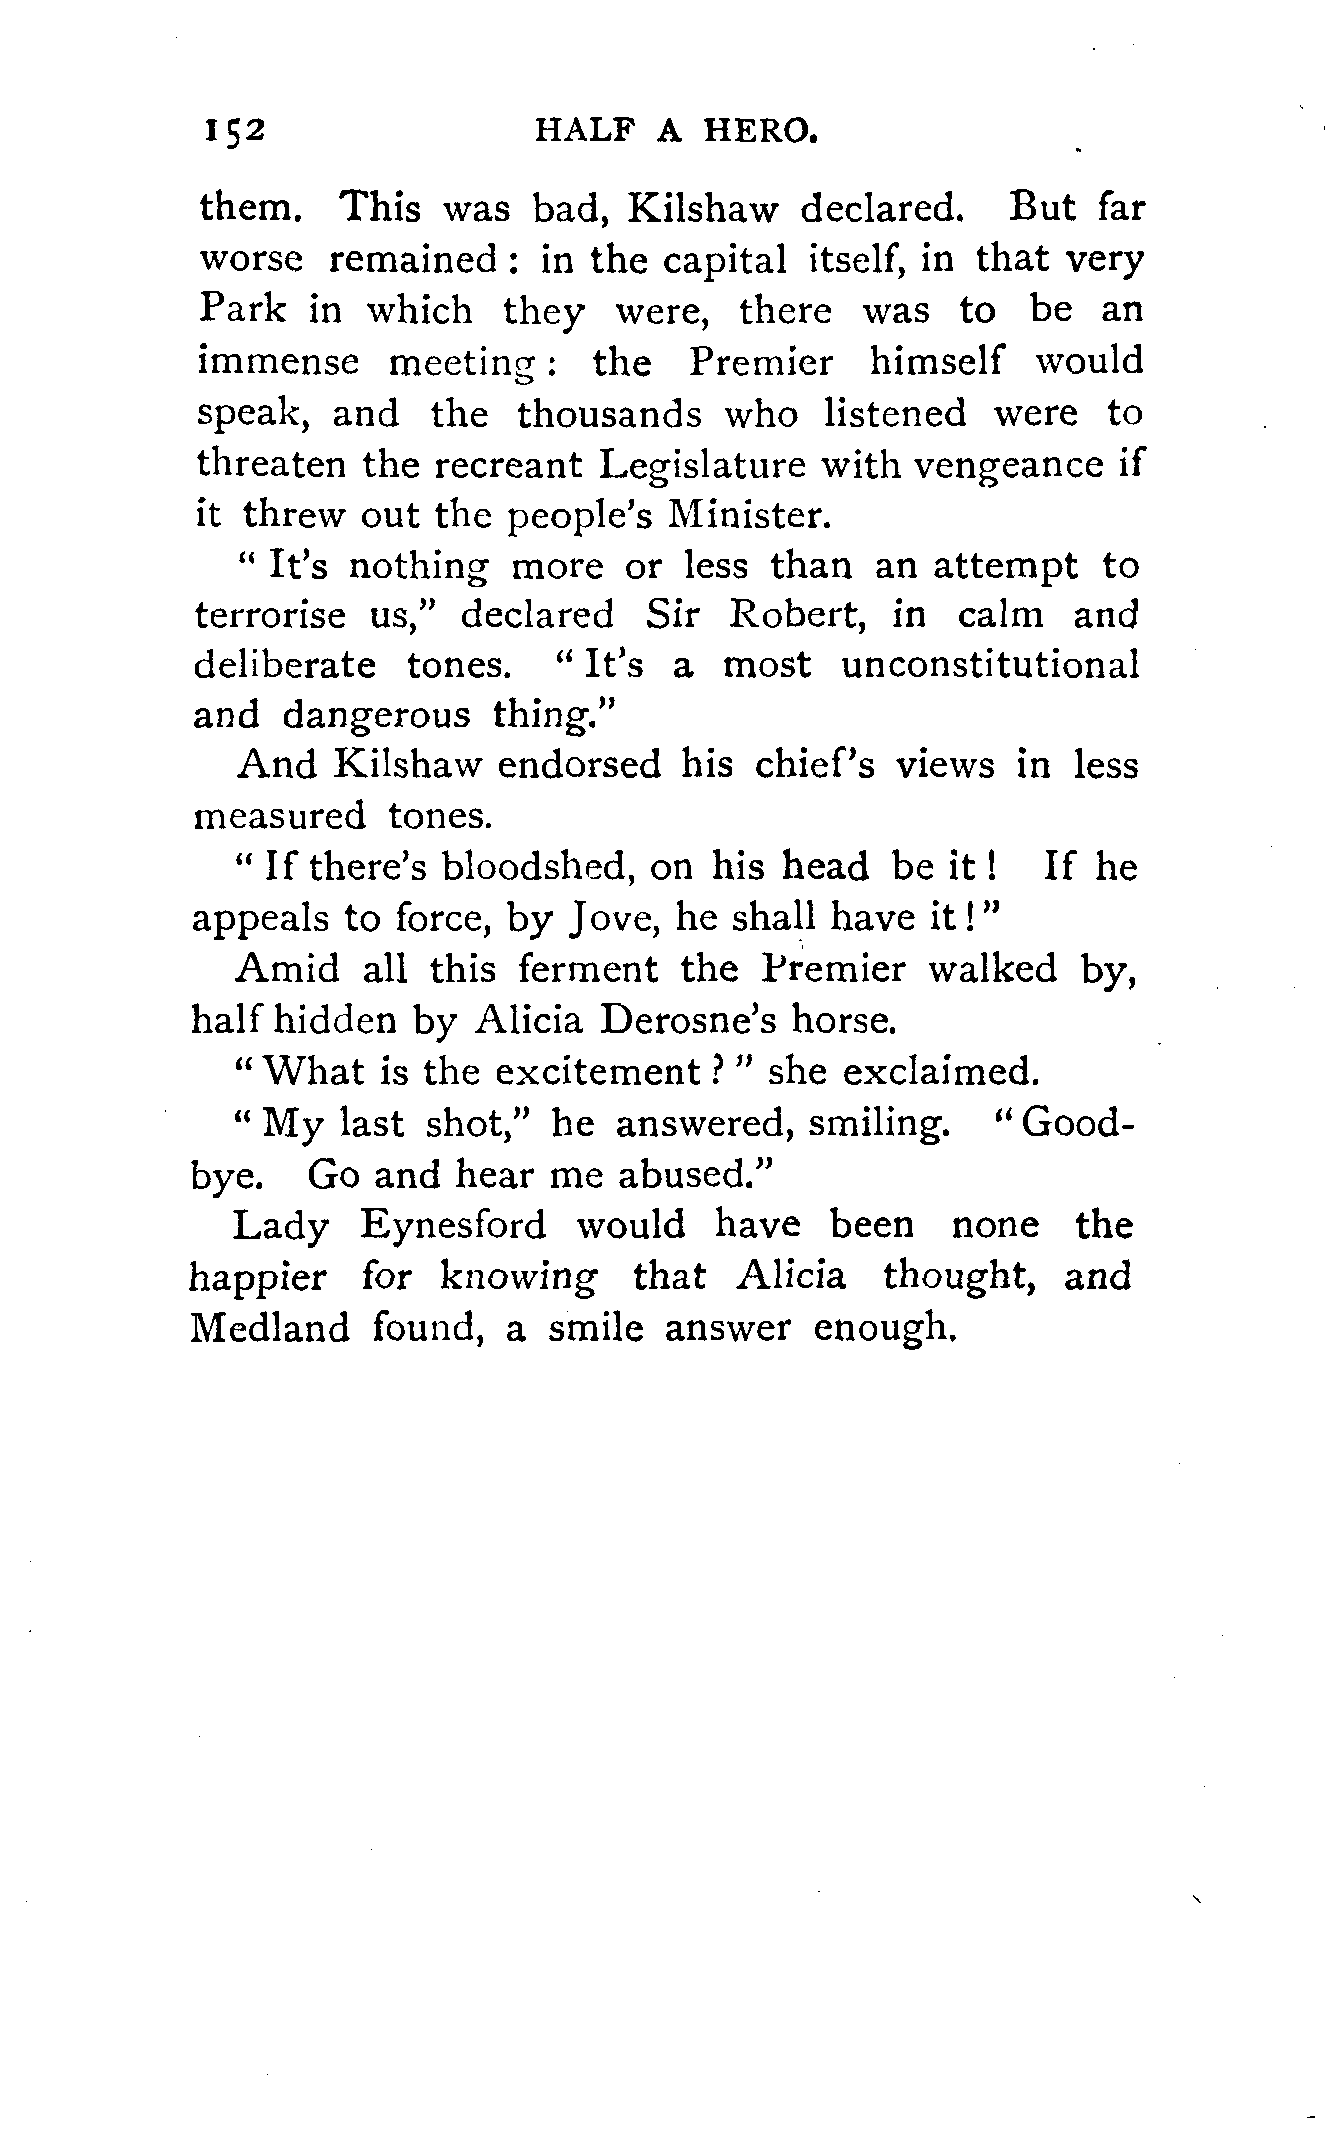 152 HALF A HERO.
them. This was bad, Kilshaw declared. But far
worse remained : in the capital itself, in that very
Park in which they were, there was to be an
immense meeting : the Premier himself would
speak, and the thousands who listened were to
threaten the recreant Legislature with vengeance if
it threw out the people's Minister.
" It's nothing more or less than an attempt to
terrorise us," declared Sir Robert, in calm and
deliberate tones. " It's a most unconstitutional
and dangerous thing."
And Kilshaw endorsed his chief's views in less
measured tones.
" If there's bloodshed, on his head be it ! If he
appeals to force, by Jove, he shall have it ! "
Amid all this ferment the Premier walked by,
half hidden by Alicia Derosne's horse.
" What is the excitement ? " she exclaimed.
" My last shot," he answered, smiling. " Good-
bye. Go and hear me abused."
Lady Eynesford would have been none the
happier for knowing that Alicia thought, and
Medland found, a smile answer enough.